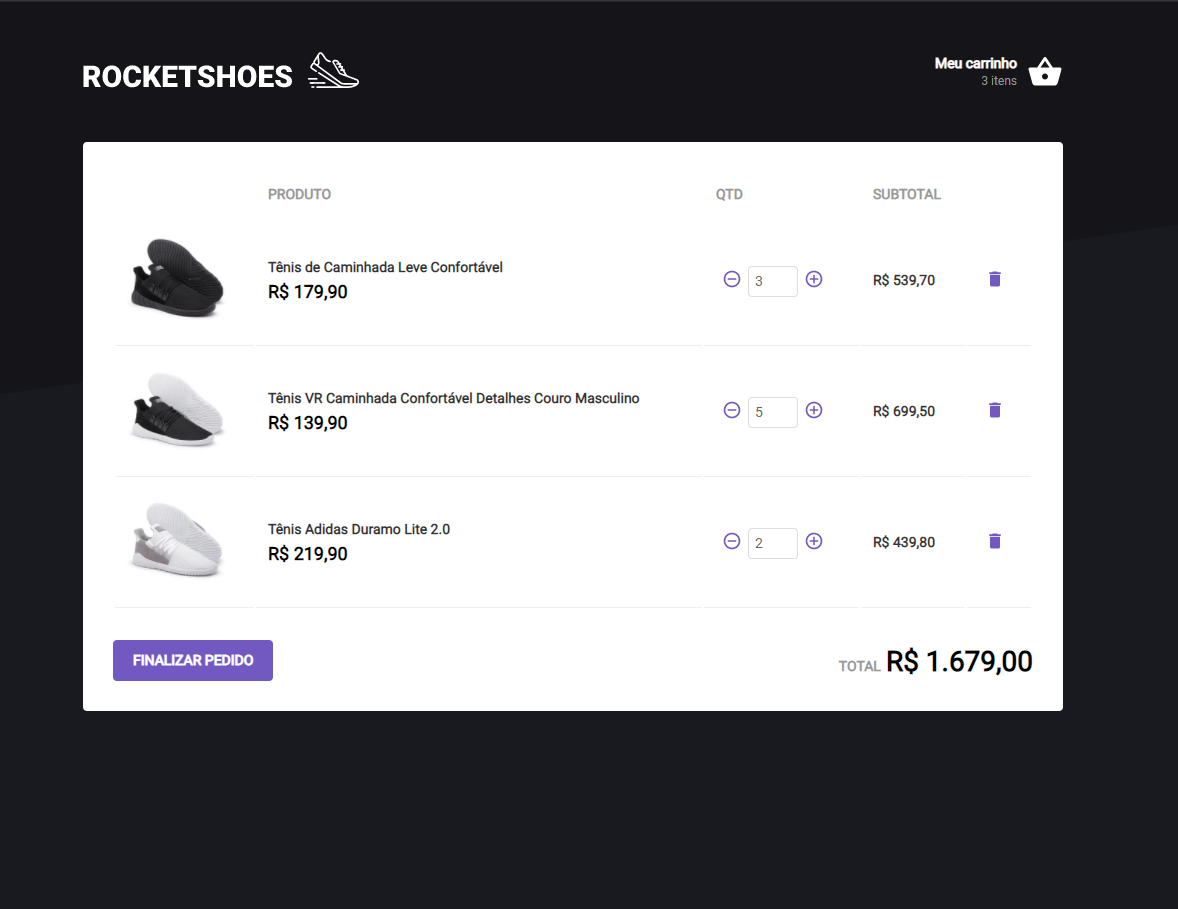 ROCKETSHOES
Meu carrinho
3 itens
PRODUTO QTD SUBTOTAL
Tênis de Caminhada Leve Confortável
R$ 179,90
3
R$ 539,70
Tênis VR Caminhada Confortável Detalhes Couro Masculino
R$ 139,90
5
R$ 699,50
Tênis Adidas Duramo Lite 2.0
R$ 219,90
2
R$ 439,80
FINALIZAR PEDIDO
TOTAL R$ 1.679,00